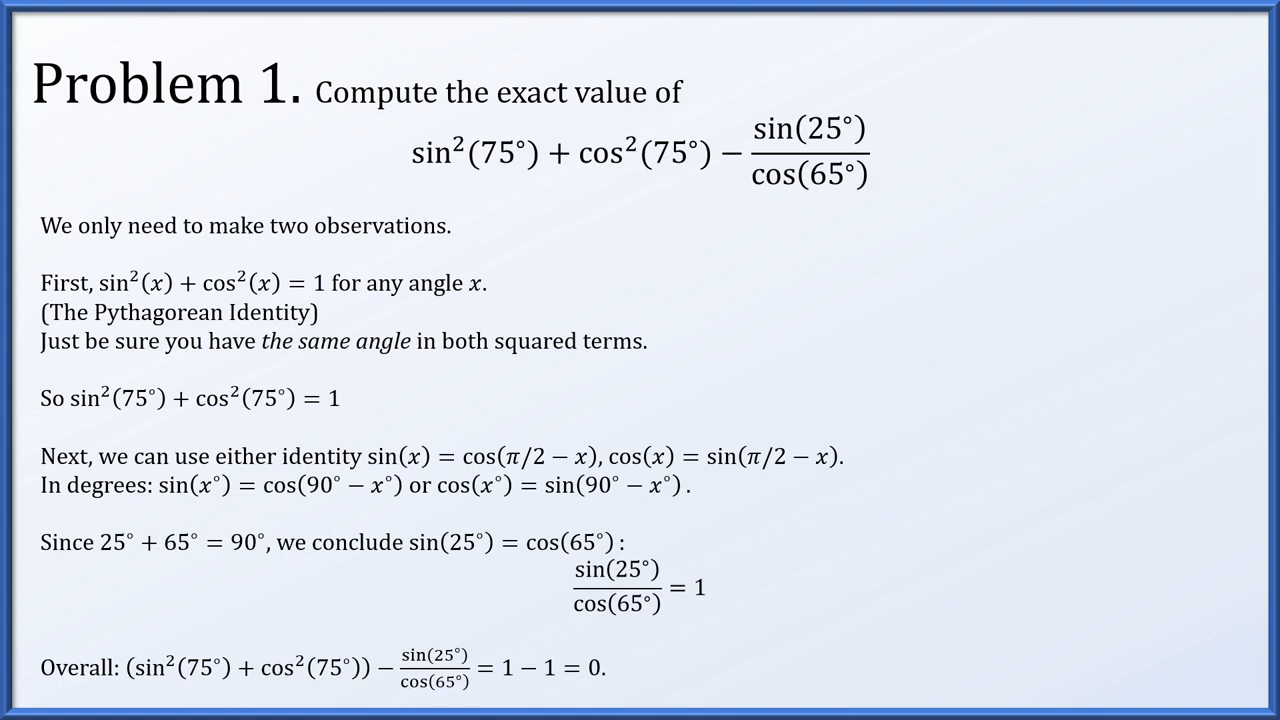 Problem 1. Compute the exact value of
sin²(75°) + cos²(75°) − sin(25°)/cos(65°)
We only need to make two observations.
First, sin²(x) + cos²(x) = 1 for any angle x.
(The Pythagorean Identity)
Just be sure you have the same angle in both squared terms.
So sin²(75°) + cos²(75°) = 1
Next, we can use either identity sin(x) = cos(π/2 − x), cos(x) = sin(π/2 − x).
In degrees: sin(x°) = cos(90° − x°) or cos(x°) = sin(90° − x°).
Since 25° + 65° = 90°, we conclude sin(25°) = cos(65°):
sin(25°)/cos(65°) = 1
Overall: (sin²(75°) + cos²(75°)) − sin(25°)/cos(65°) = 1 − 1 = 0.